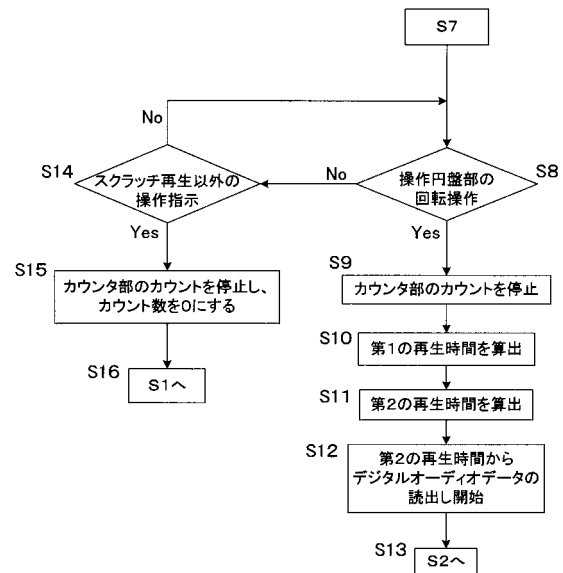 S7
No
S14
スクラッチ再生以外の
操作指示
No
操作円盤部の
回転操作
S8
Yes
Yes
S15
カウンタ部のカウントを停止し、
カウント数を0にする
S9
カウンタ部のカウントを停止
S16
S1へ
S10
第1の再生時間を算出
S11
第2の再生時間を算出
S12
第2の再生時間から
デジタルオーディオデータの
読出し開始
S13
S2へ